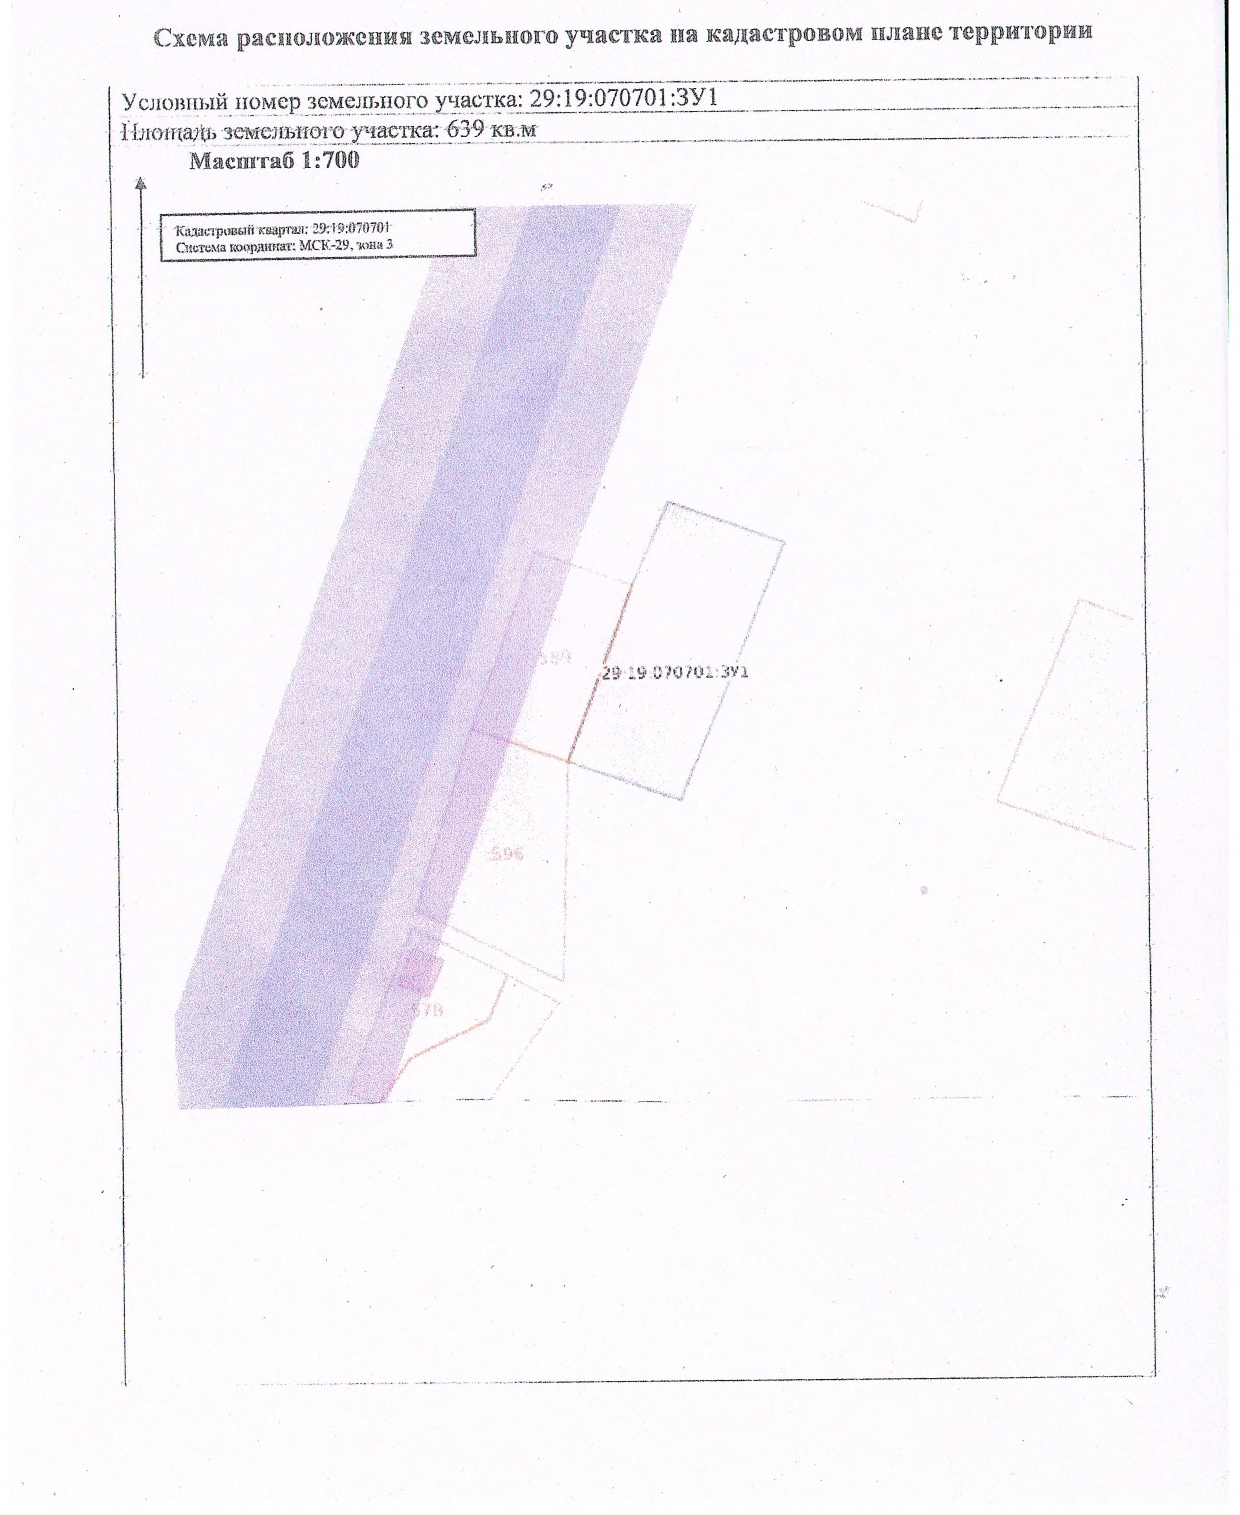 Схема расположения земельного участка на кадастровом плане территории
Условный номер земельного участка: 29:19:070701:ЗУ1
Площадь земельного участка: 639 кв.м
Масштаб 1:700
Кадастровый квартал: 29:19:070701
Система координат: МСК-29, зона 3
29:19:070701:ЗУ1
:596